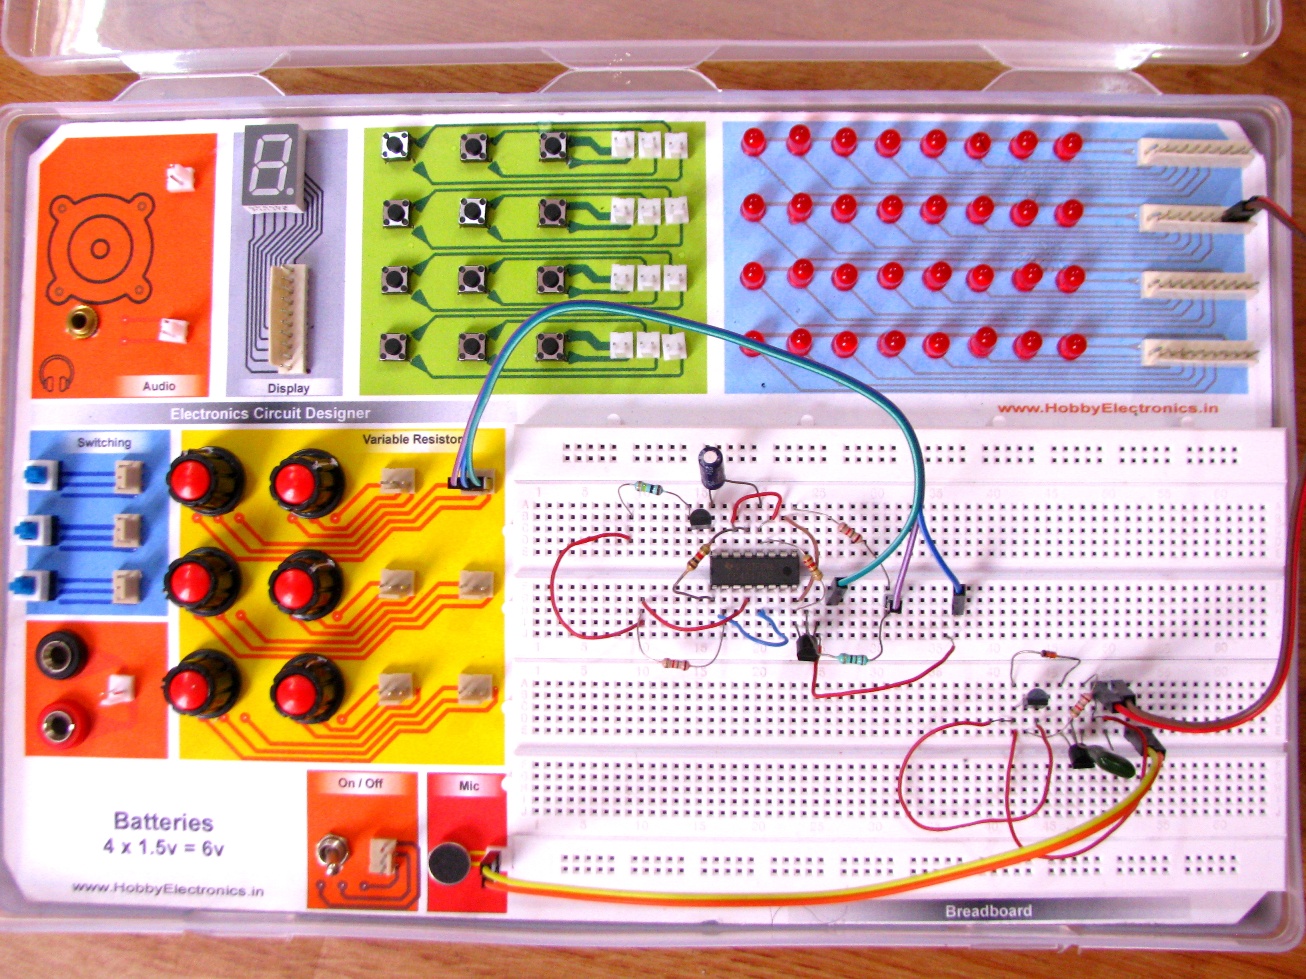 Audio
Display
Electronics Circuit Designer
www.HobbyElectronics.in
Switching
Variable Resistor
On / Off
Mic
Batteries
4 x 1.5v = 6v
www.HobbyElectronics.in
Breadboard